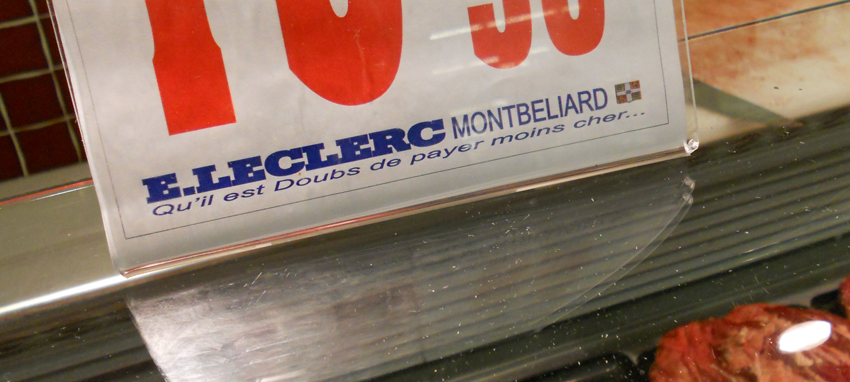 E.LECLERC MONTBELIARD
Qu'il est Doubs de payer moins cher...